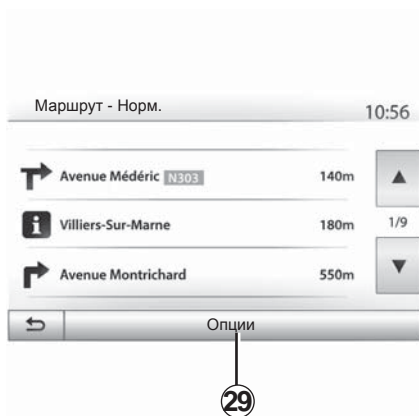 Маршрут - Норм. 10:56
Avenue Médéric N303 140m
Villiers-Sur-Marne 180m 1/9
Avenue Montrichard 550m
Опции
29